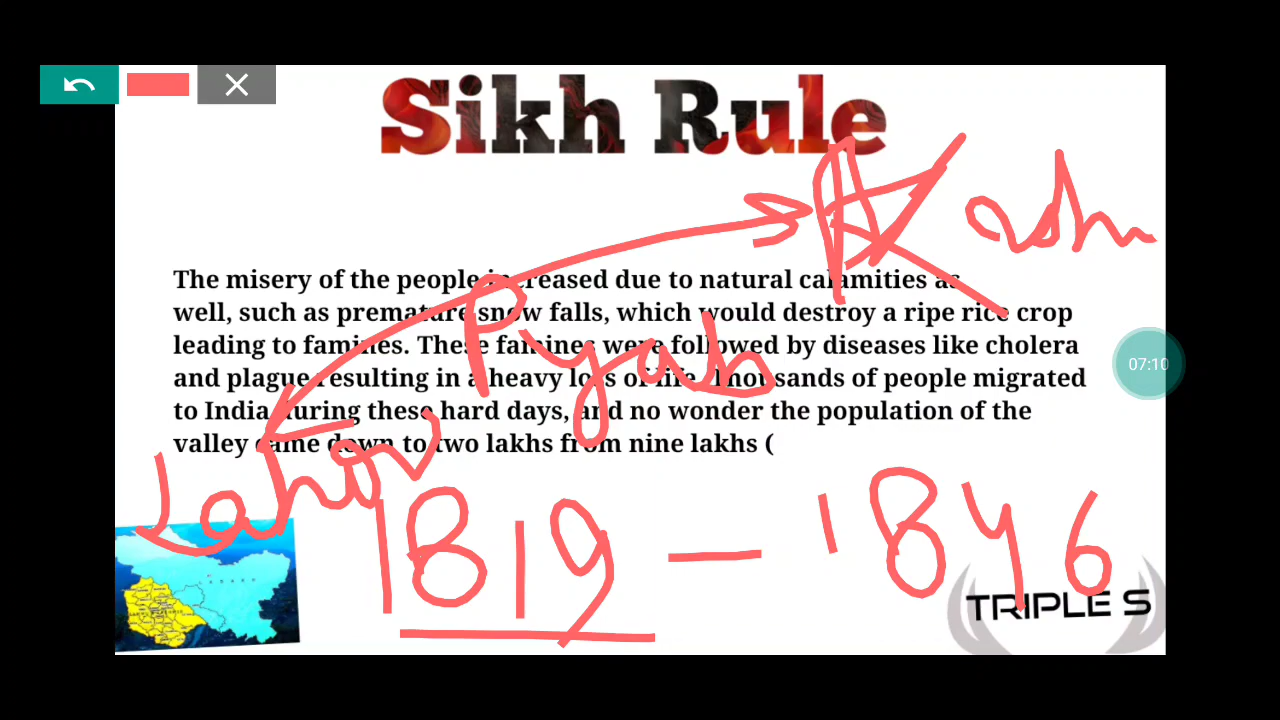 Sikh Rule
The misery of the people increased due to natural calamities as
well, such as premature snow falls, which would destroy a ripe rice crop
leading to famines. These famines were followed by diseases like cholera
and plague resulting in a heavy loss of life. Thousands of people migrated
to India during these hard days, and no wonder the population of the
valley came down to two lakhs from nine lakhs (
07:10
Lahor
1819 — 1846
TRIPLE S